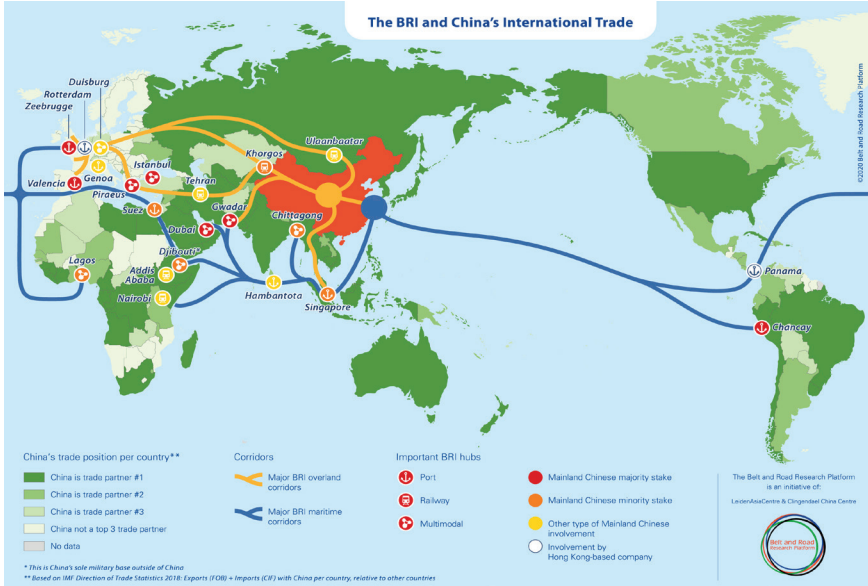 The BRI and China's International Trade
Duisburg
Rotterdam
Zeebrugge
Ulaanbaatar
Khorgos
Istanbul
Genoa
Tehran
Valencia
Piraeus
Gwadar
Suez
Chittagong
Dubai
Djibouti*
Lagos
Addis
Ababa
Panama
Nairobi
Hambantota
Singapore
Chancay
©2020 Belt and Road Research Platform
China's trade position per country**
China is trade partner #1
China is trade partner #2
China is trade partner #3
China not a top 3 trade partner
No data
Corridors
Major BRI overland
corridors
Major BRI maritime
corridors
Important BRI hubs
Port
Railway
Multimodal
Mainland Chinese majority stake
Mainland Chinese minority stake
Other type of Mainland Chinese
involvement
Involvement by
Hong Kong-based company
The Belt and Road Research Platform
is an initiative of:
LeidenAsiaCentre & Clingendael China Centre
Belt and Road
Research Platform
* This is China's sole military base outside of China
** Based on IMF Direction of Trade Statistics 2018: Exports (FOB) + Imports (CIF) with China per country, relative to other countries